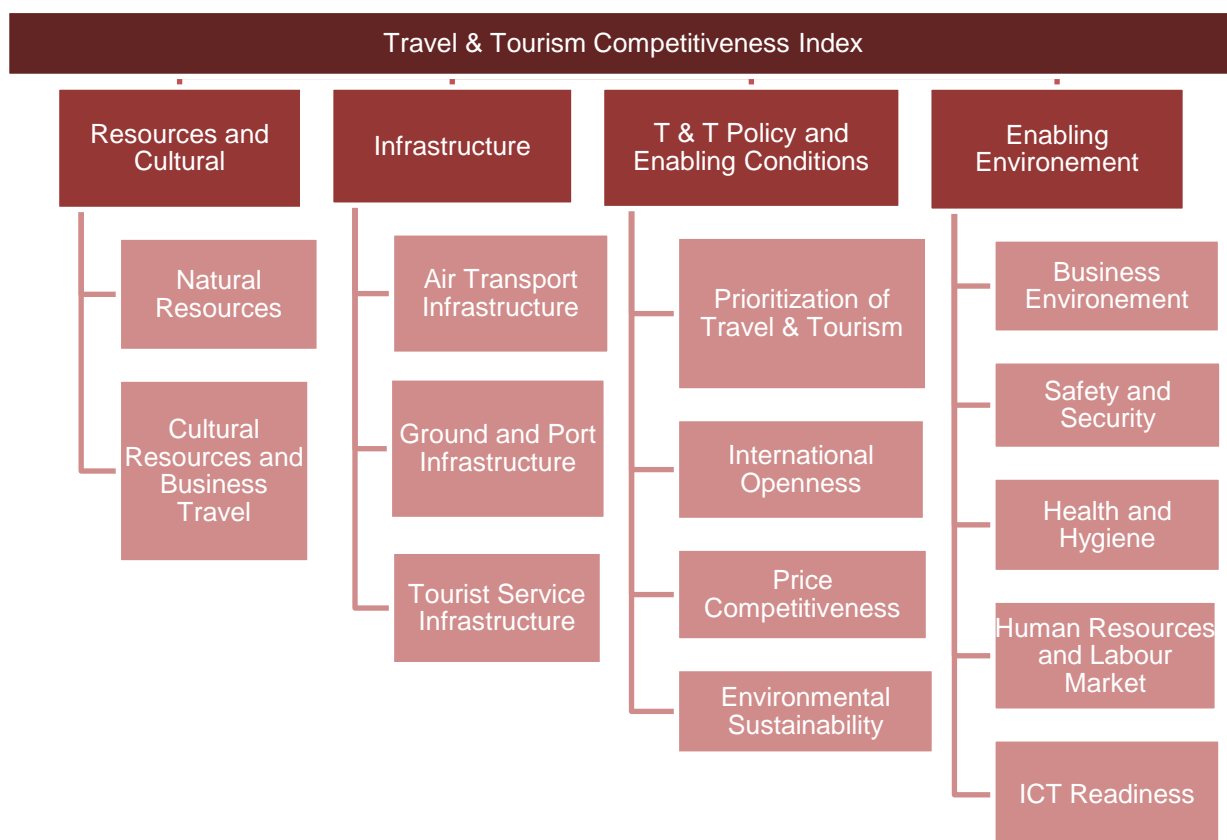 Travel & Tourism Competitiveness Index
Resources and
Cultural
Natural
Resources
Cultural
Resources and
Business
Travel
Infrastructure
Air Transport
Infrastructure
Ground and Port
Infrastructure
Tourist Service
Infrastructure
T & T Policy and
Enabling Conditions
Prioritization of
Travel & Tourism
International
Openness
Price
Competitiveness
Environmental
Sustainability
Enabling
Environement
Business
Environement
Safety and
Security
Health and
Hygiene
Human Resources
and Labour
Market
ICT Readiness